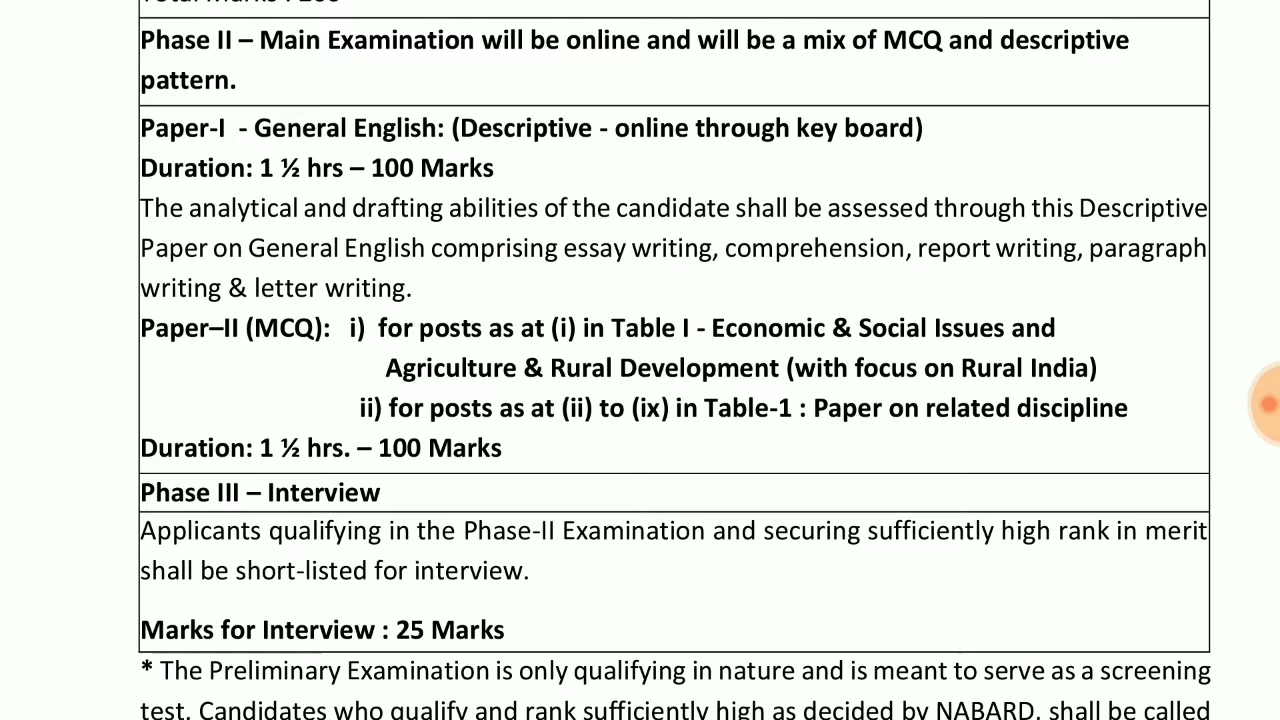 Total Marks : 200
Phase II – Main Examination will be online and will be a mix of MCQ and descriptive
pattern.
Paper-I - General English: (Descriptive - online through key board)
Duration: 1 ½ hrs – 100 Marks
The analytical and drafting abilities of the candidate shall be assessed through this Descriptive
Paper on General English comprising essay writing, comprehension, report writing, paragraph
writing & letter writing.
Paper–II (MCQ): i) for posts as at (i) in Table I - Economic & Social Issues and
Agriculture & Rural Development (with focus on Rural India)
ii) for posts as at (ii) to (ix) in Table-1 : Paper on related discipline
Duration: 1 ½ hrs. – 100 Marks
Phase III – Interview
Applicants qualifying in the Phase-II Examination and securing sufficiently high rank in merit
shall be short-listed for interview.
Marks for Interview : 25 Marks
* The Preliminary Examination is only qualifying in nature and is meant to serve as a screening
test. Candidates who qualify and rank sufficiently high as decided by NABARD, shall be called